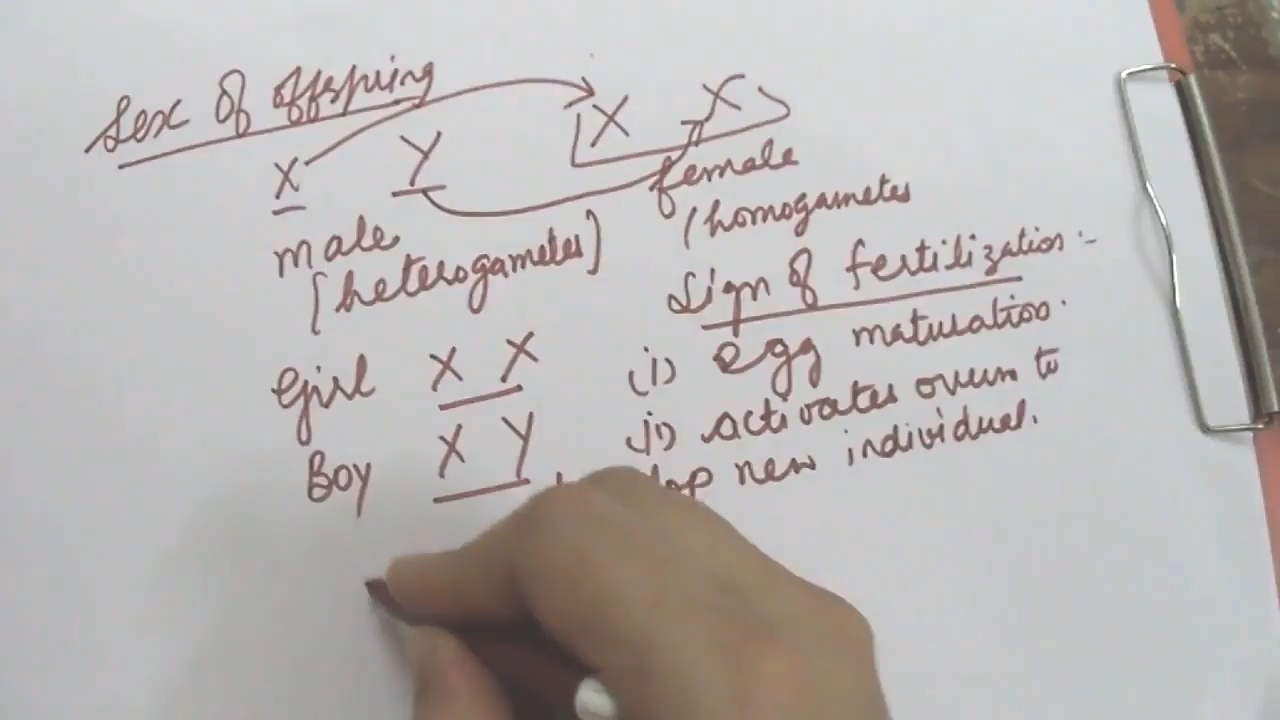 Sex of offspring
X Y X X
male female
[heterogametes] (homogametes
Sign of fertilization :-
Girl X X (i) egg maturation.
Boy X Y (ii) activates ovum to
new individual.